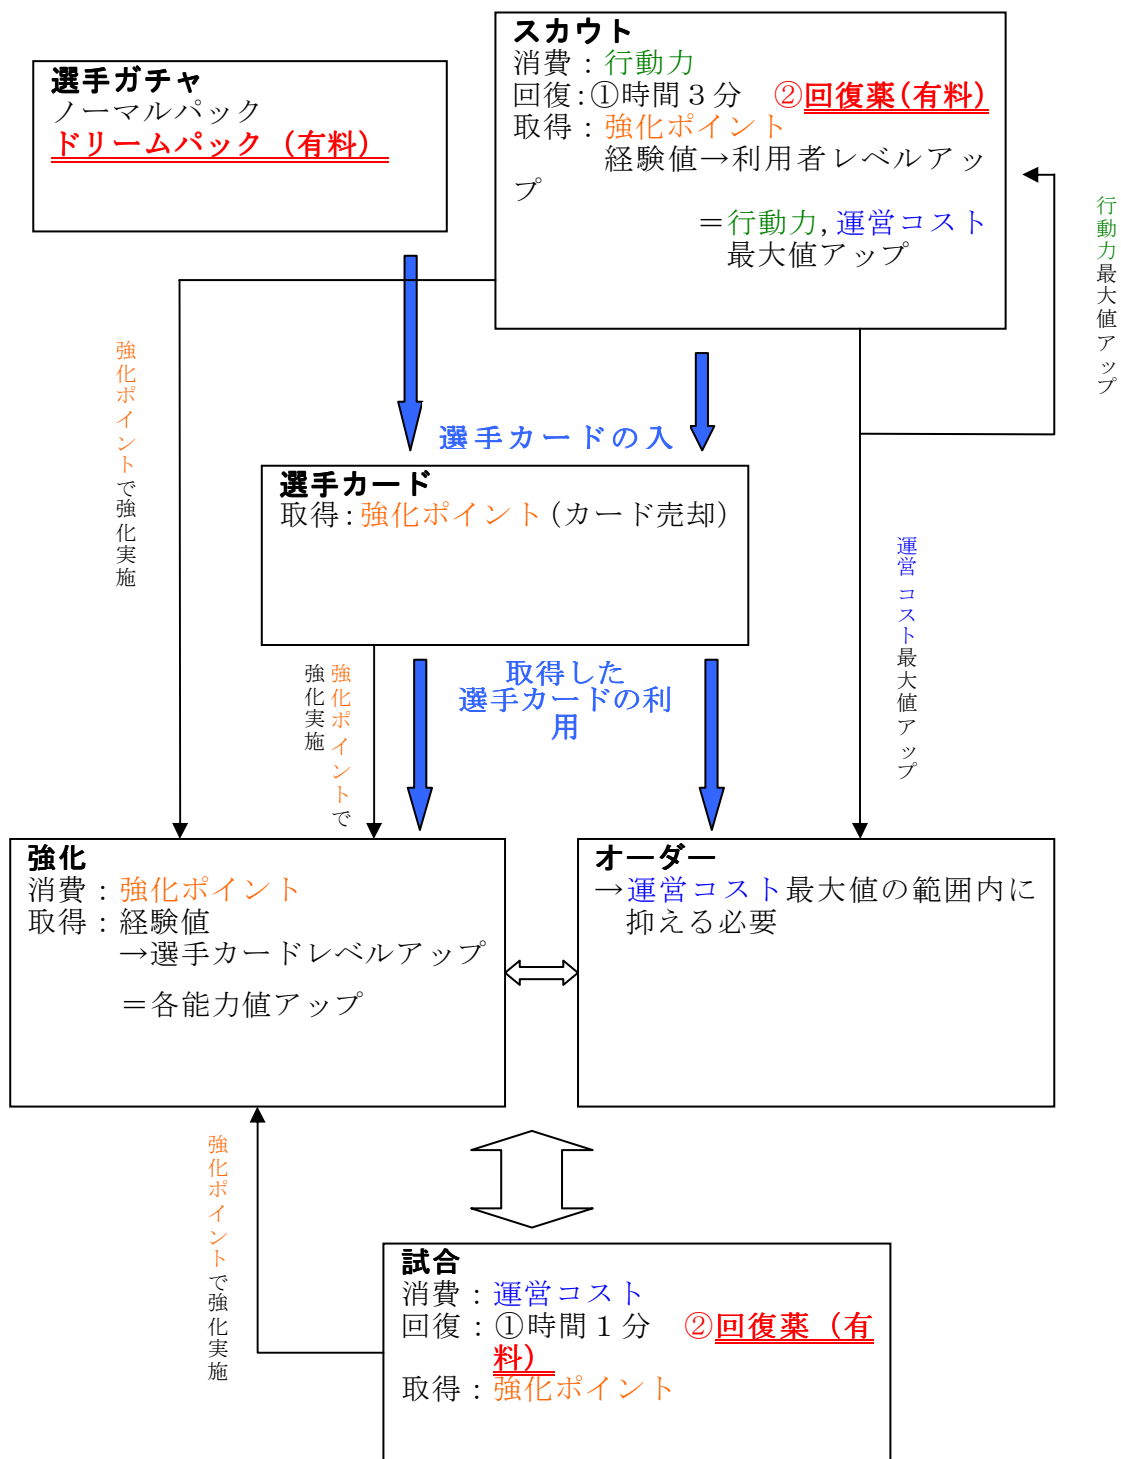 スカウト
消費：行動力
回復：①時間３分　②回復薬（有料）
取得：強化ポイント
経験値→利用者レベルアッ
プ
＝行動力，運営コスト
最大値アップ
選手ガチャ
ノーマルパック
ドリームパック（有料）
行動力最大値アップ
強化ポイントで強化実施
選手カードの入
選手カード
取得：強化ポイント（カード売却）
運営コスト最大値アップ
強化ポイントで
強化実施
取得した
選手カードの利
用
強化
消費：強化ポイント
取得：経験値
→選手カードレベルアップ
＝各能力値アップ
オーダー
→運営コスト最大値の範囲内に
抑える必要
強化ポイントで強化実施
試合
消費：運営コスト
回復：①時間１分　②回復薬（有
料）
取得：強化ポイント